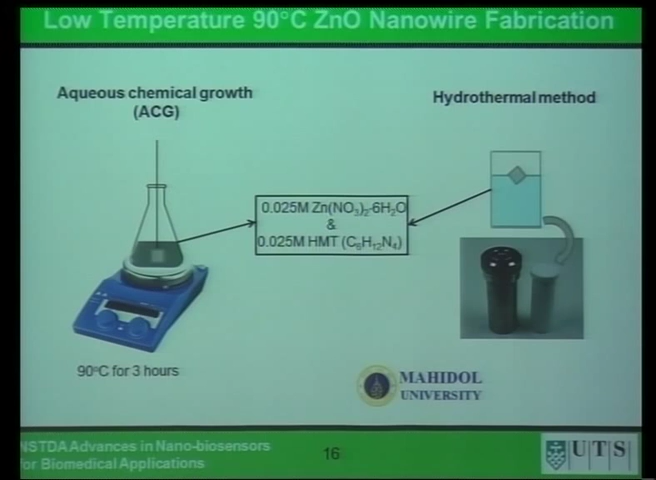 Low Temperature 90°C ZnO Nanowire Fabrication
Aqueous chemical growth
(ACG)
Hydrothermal method
0.025M Zn(NO3)2·6H2O
&
0.025M HMT (C6H12N4)
90°C for 3 hours
MAHIDOL
UNIVERSITY
NSTDA Advances in Nano-biosensors
for Biomedical Applications
16
UTS